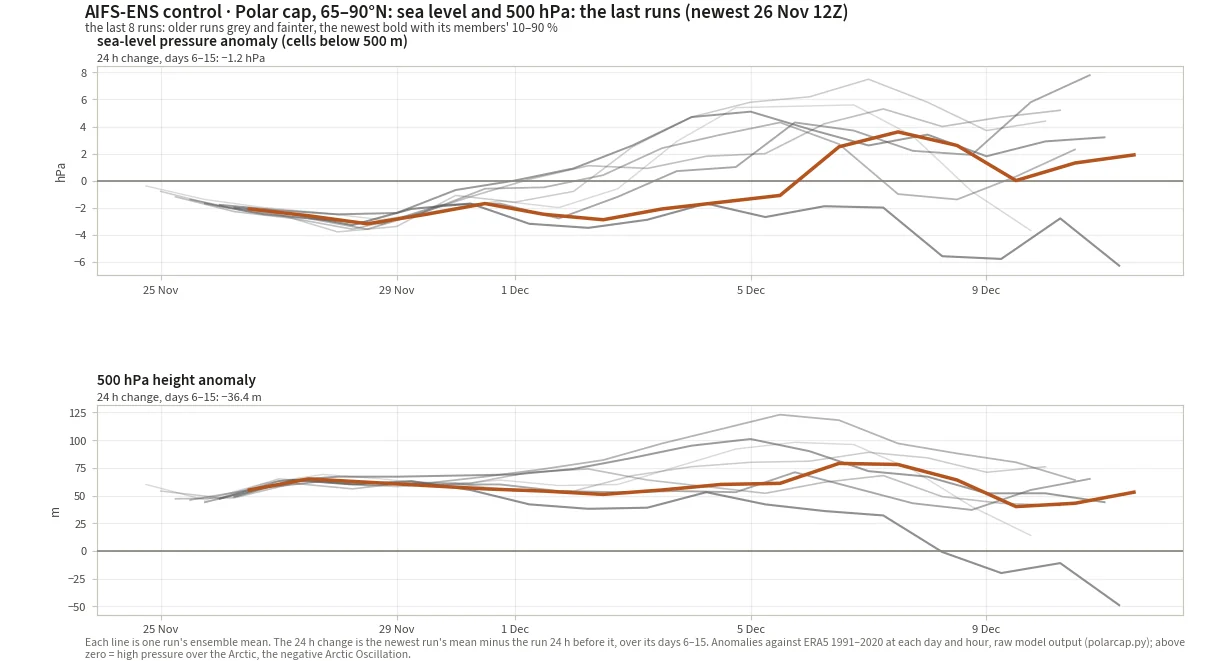 AIFS-ENS control · Polar cap, 65–90°N: sea level and 500 hPa: the last runs (newest 26 Nov 12Z)
the last 8 runs: older runs grey and fainter, the newest bold with its members' 10–90 %
sea-level pressure anomaly (cells below 500 m)
24 h change, days 6–15: −1.2 hPa
8
6
4
2
0
−2
−4
−6
hPa
25 Nov
29 Nov
1 Dec
5 Dec
9 Dec
500 hPa height anomaly
24 h change, days 6–15: −36.4 m
125
100
75
50
25
0
−25
−50
m
25 Nov
29 Nov
1 Dec
5 Dec
9 Dec
Each line is one run's ensemble mean. The 24 h change is the newest run's mean minus the run 24 h before it, over its days 6–15. Anomalies against ERA5 1991–2020 at each day and hour, raw model output (polarcap.py); above
zero = high pressure over the Arctic, the negative Arctic Oscillation.